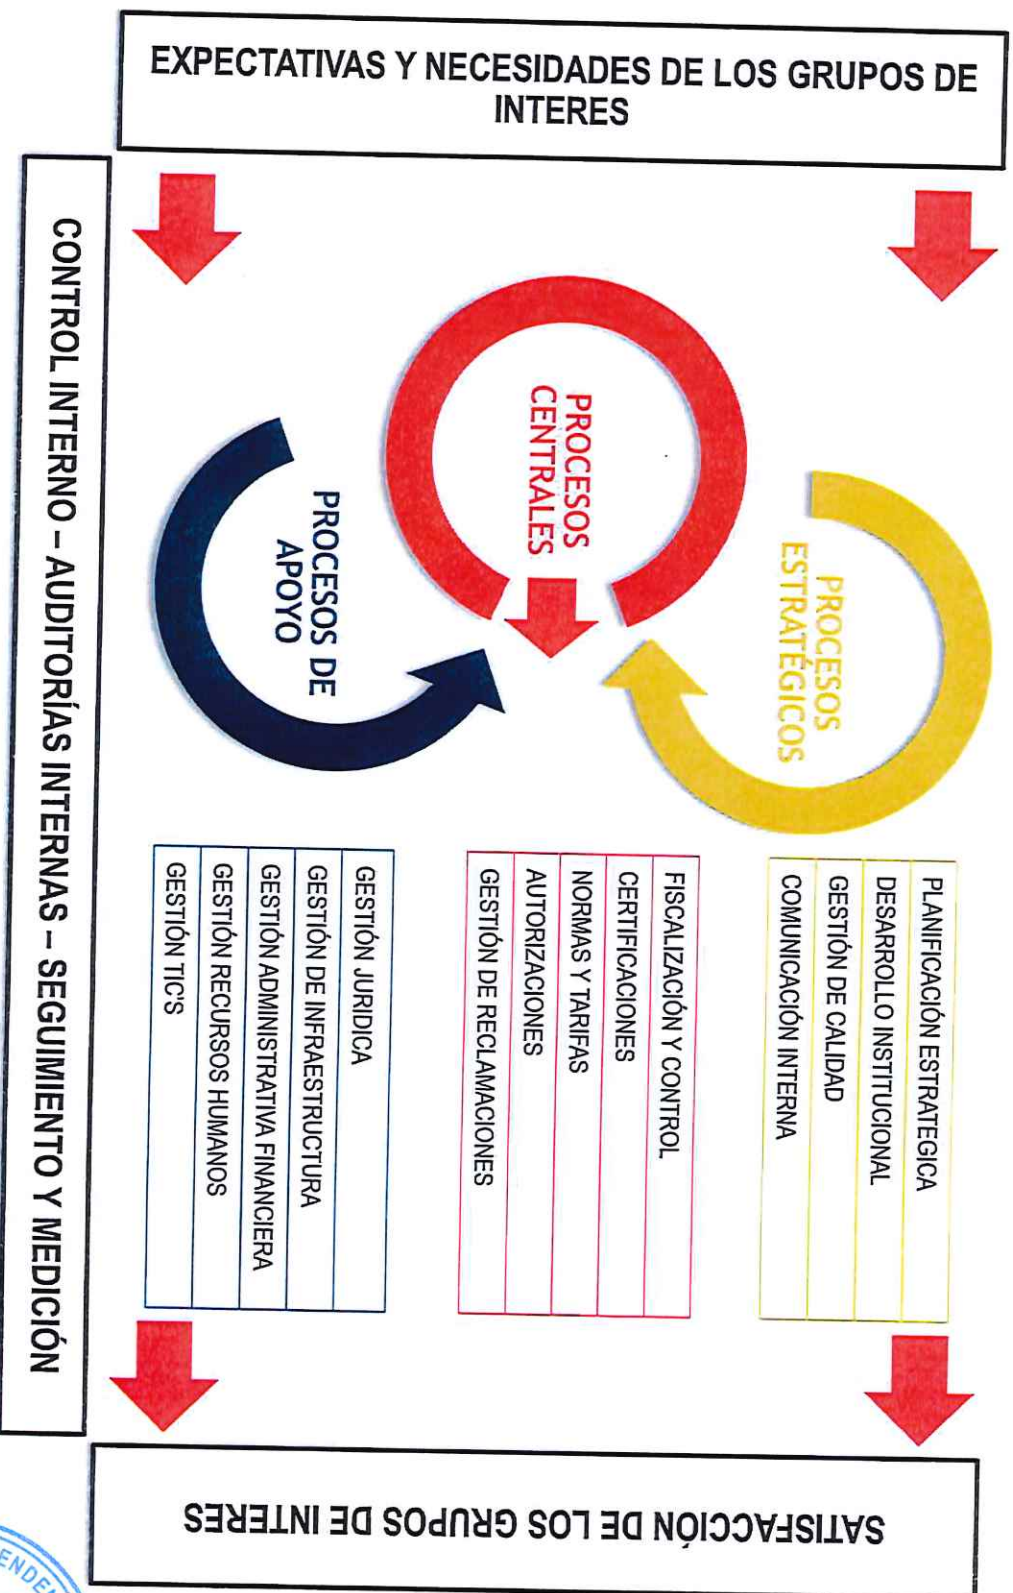 EXPECTATIVAS Y NECESIDADES DE LOS GRUPOS DE
INTERES
PROCESOS
ESTRATÉGICOS
PLANIFICACIÓN ESTRATEGICA
DESARROLLO INSTITUCIONAL
GESTIÓN DE CALIDAD
COMUNICACIÓN INTERNA
PROCESOS
CENTRALES
FISCALIZACIÓN Y CONTROL
CERTIFICACIONES
NORMAS Y TARIFAS
AUTORIZACIONES
GESTIÓN DE RECLAMACIONES
PROCESOS DE
APOYO
GESTIÓN JURIDICA
GESTIÓN DE INFRAESTRUCTURA
GESTIÓN ADMINISTRATIVA FINANCIERA
GESTIÓN RECURSOS HUMANOS
GESTIÓN TIC'S
SATISFACCIÓN DE LOS GRUPOS DE INTERES
CONTROL INTERNO – AUDITORÍAS INTERNAS – SEGUIMIENTO Y MEDICIÓN